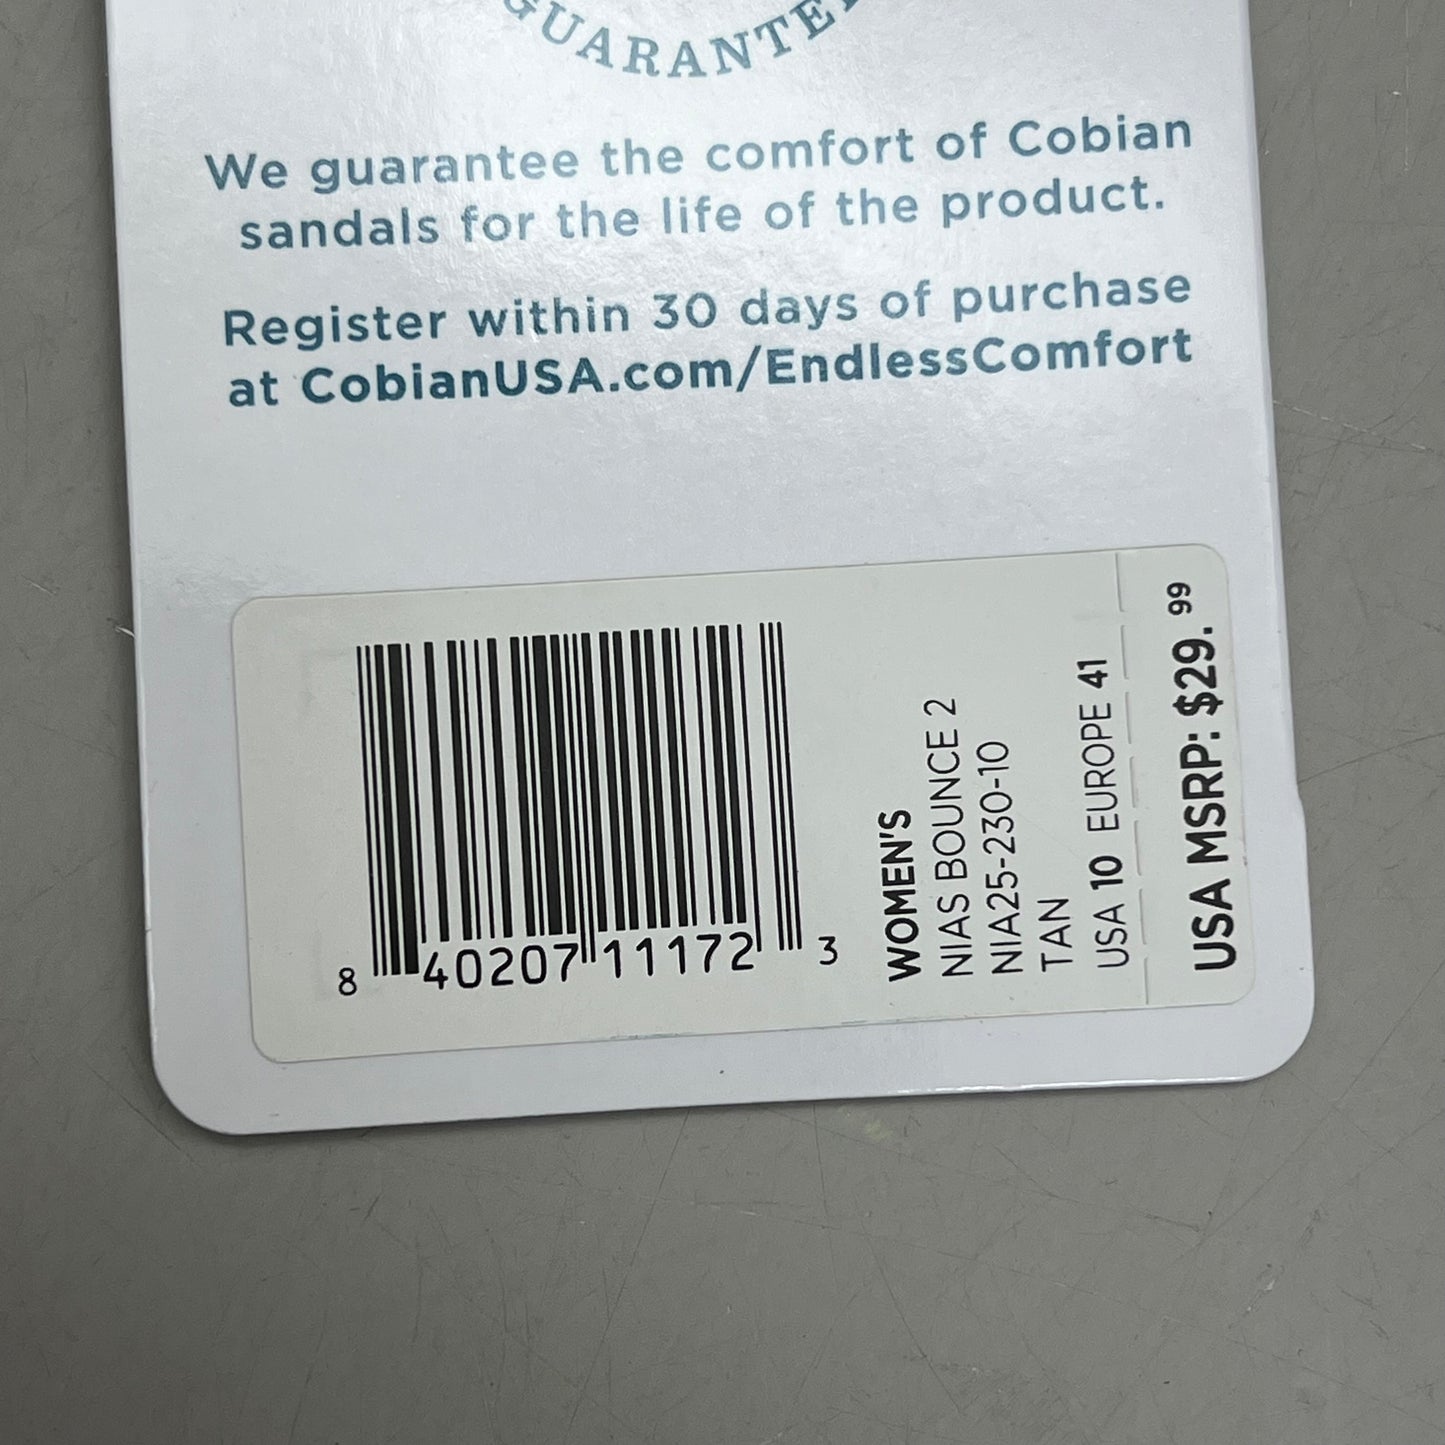 GUARANTEE
We guarantee the comfort of Cobian
sandals for the life of the product.
Register within 30 days of purchase
at CobianUSA.com/EndlessComfort
8 40207 11172 3
WOMEN'S
NIAS BOUNCE 2
NIA25-230-10
TAN
USA 10 EUROPE 41
USA MSRP: $29.99